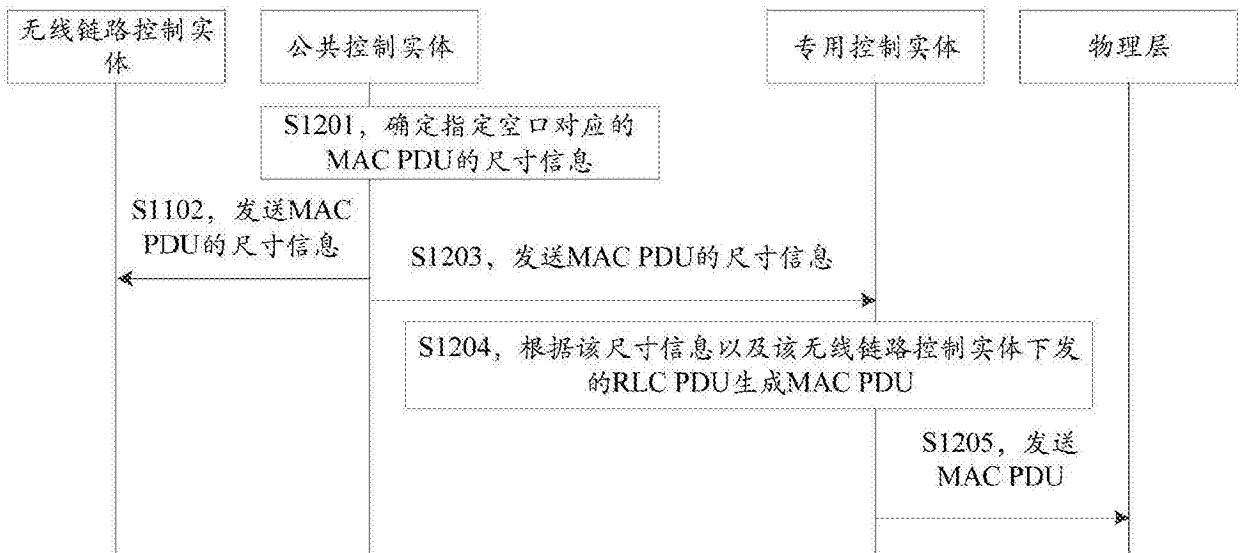 无线链路控制实
体
公共控制实体
专用控制实体
物理层
S1201，确定指定空口对应的
MAC PDU的尺寸信息
S1102，发送MAC
PDU的尺寸信息
S1203，发送MAC PDU的尺寸信息
S1204，根据该尺寸信息以及该无线链路控制实体下发
的RLC PDU生成MAC PDU
S1205，发送
MAC PDU